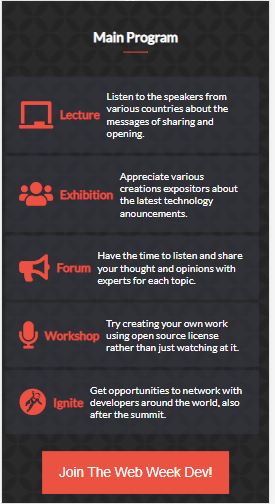 Main Program
Lecture
Listen to the speakers from
various countries about the
messages of sharing and
opening.
Exhibition
Appreciate various
creations expositors about
the latest technology
anouncements.
Forum
Have the time to listen and share
your thought and opinions with
experts for each topic.
Workshop
Try creating your own work
using open source license
rather than just watching at it.
Ignite
Get opportunities to network with
developers around the world, also
after the summit.
Join The Web Week Dev!